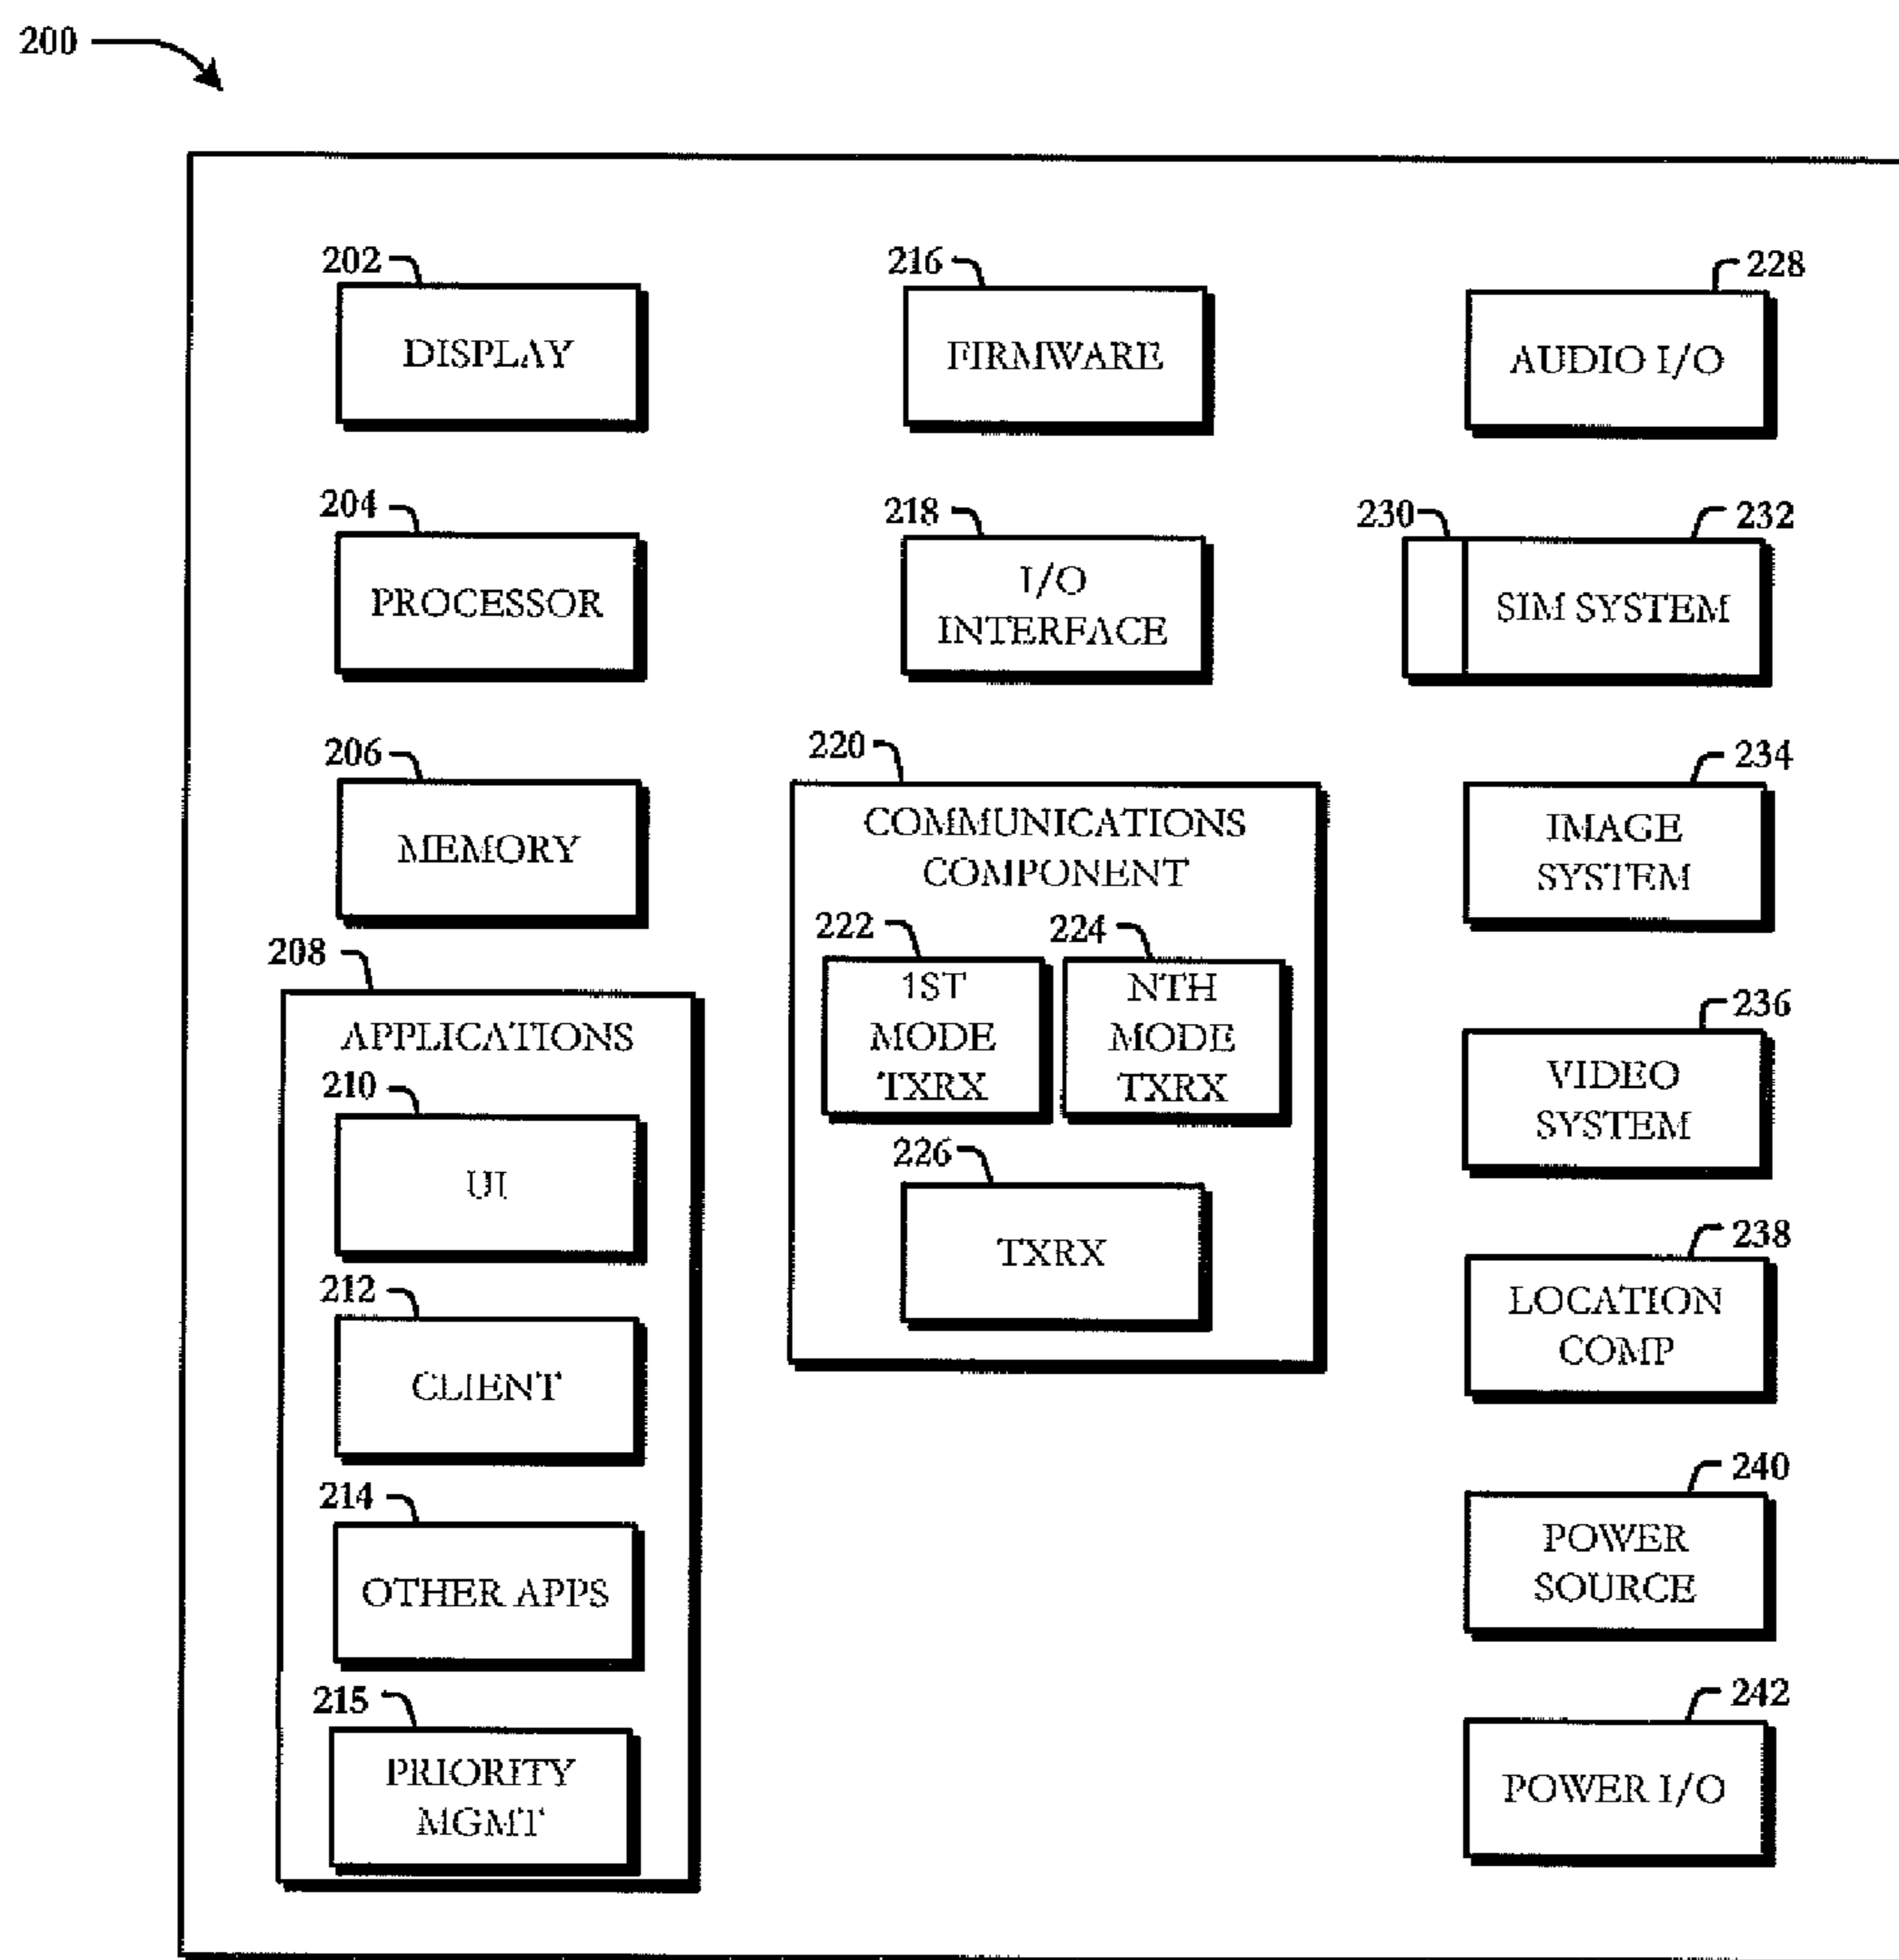 200
202
DISPLAY
204
PROCESSOR
206
MEMORY
208
APPLICATIONS
210
UI
212
CLIENT
214
OTHER APPS
215
PRIORITY
MGMT
216
FIRMWARE
218
I/O
INTERFACE
220
COMMUNICATIONS
COMPONENT
222
1ST
MODE
TXRX
224
NTH
MODE
TXRX
226
TXRX
228
AUDIO I/O
230
232
SIM SYSTEM
234
IMAGE
SYSTEM
236
VIDEO
SYSTEM
238
LOCATION
COMP
240
POWER
SOURCE
242
POWER I/O